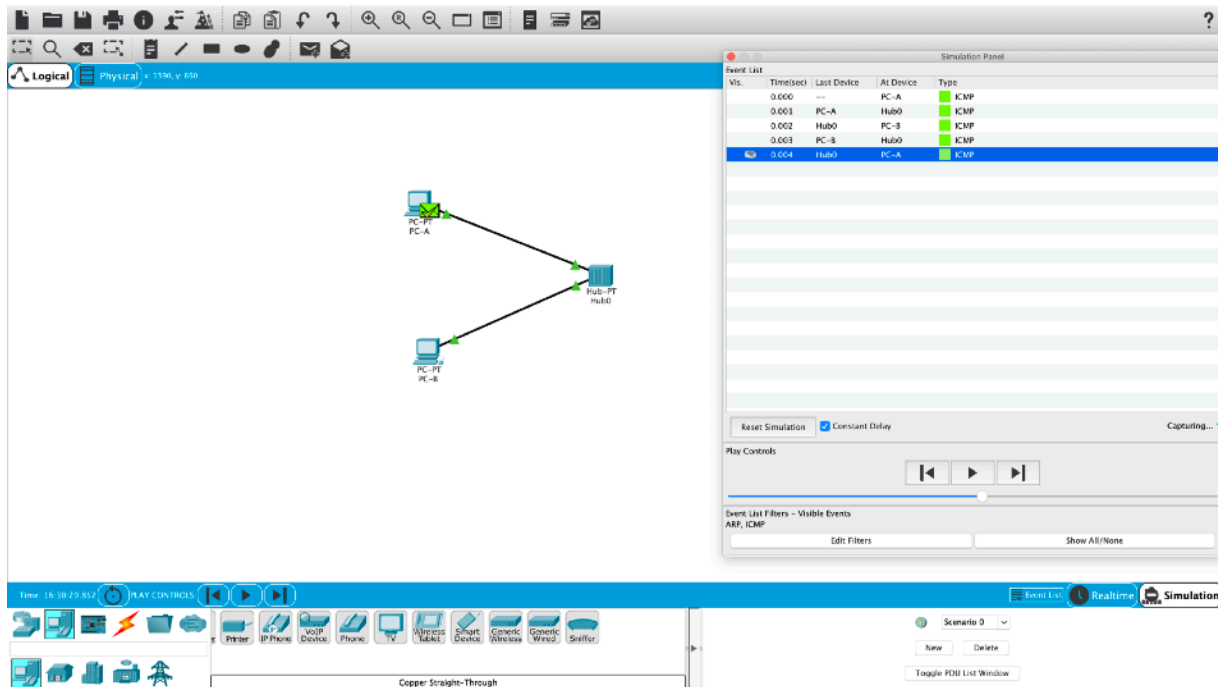 ?
Logical
Physical x: 1390, y: 660
Simulation Panel
Event List
Vis. Time(sec) Last Device At Device Type
0.000 -- PC-A ICMP
0.001 PC-A Hub0 ICMP
0.002 Hub0 PC-B ICMP
0.003 PC-B Hub0 ICMP
0.004 Hub0 PC-A ICMP
PC-PT
PC-A
Hub-PT
Hub0
PC-PT
PC-B
Reset Simulation Constant Delay Capturing...
Play Controls
Event List Filters - Visible Events
ARP, ICMP
Edit Filters Show All/None
Time: 16:30:29.852 PLAY CONTROLS: Event List Realtime Simulation
Printer IP Phone VoIP Device Phone TV Wireless Tablet Smart Device Generic Wireless Generic Wired Sniffer
Scenario 0
New Delete
Toggle PDU List Window
Copper Straight-Through